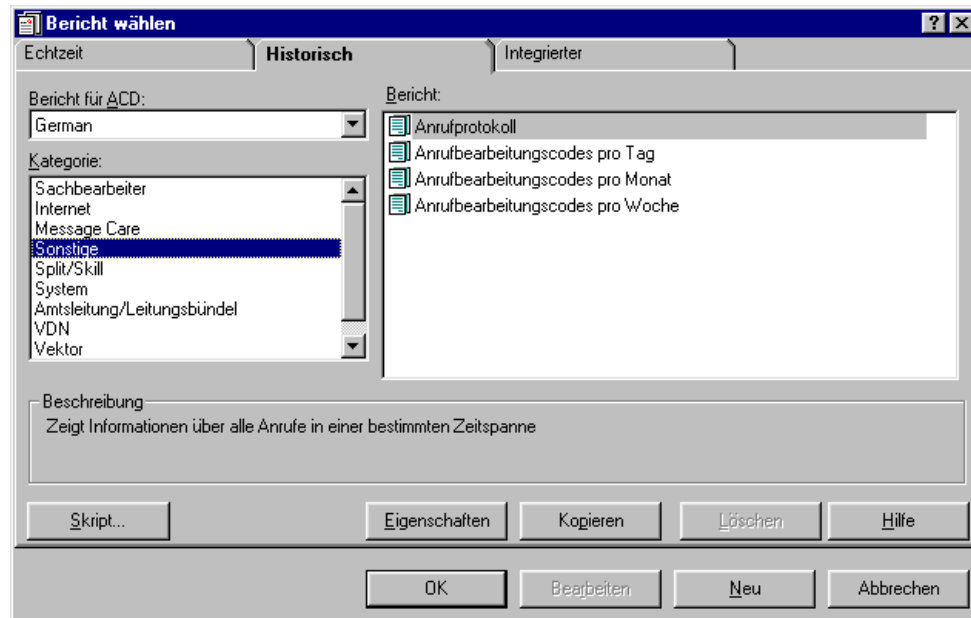 Bericht wählen
Echtzeit Historisch Integrierter
Bericht für ACD:
German
Kategorie:
Sachbearbeiter
Internet
Message Care
Sonstige
Split/Skill
System
Amtsleitung/Leitungsbündel
VDN
Vektor
Bericht:
Anrufprotokoll
Anrufbearbeitungscodes pro Tag
Anrufbearbeitungscodes pro Monat
Anrufbearbeitungscodes pro Woche
Beschreibung
Zeigt Informationen über alle Anrufe in einer bestimmten Zeitspanne
Skript... Eigenschaften Kopieren Löschen Hilfe
OK Bearbeiten Neu Abbrechen